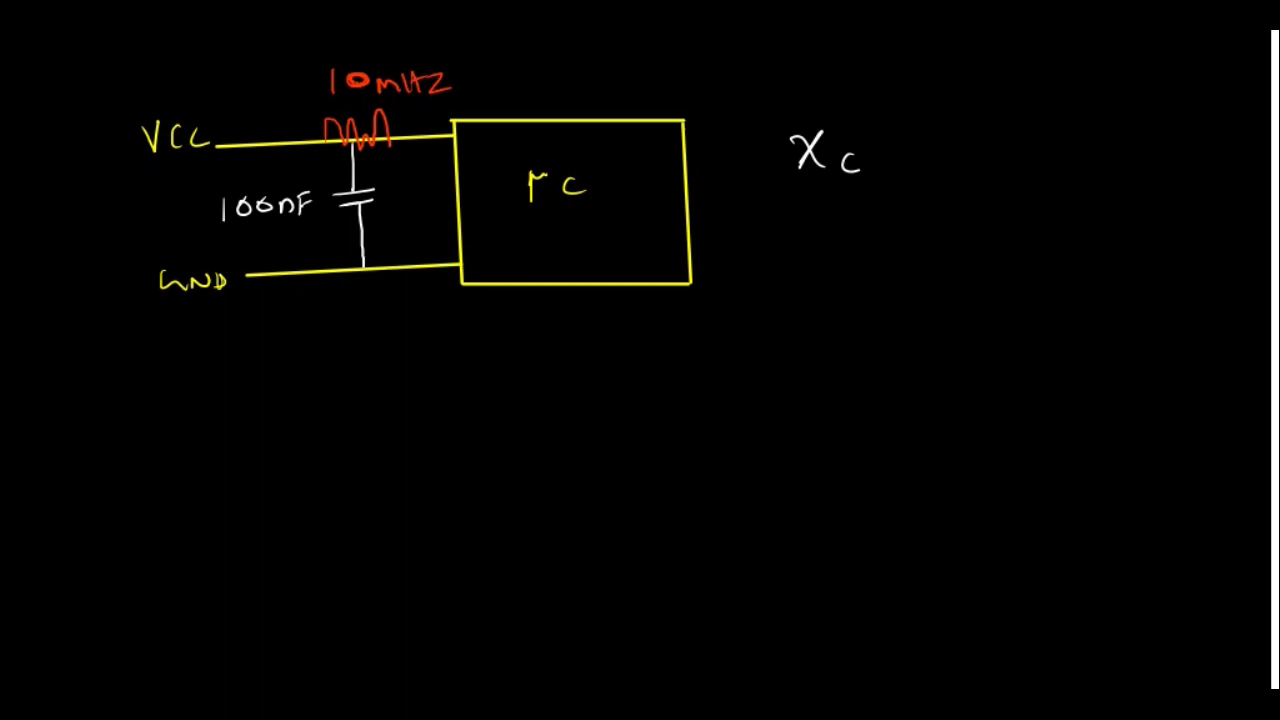 10mHZ
VCC
μC
Xc
100nF
GND